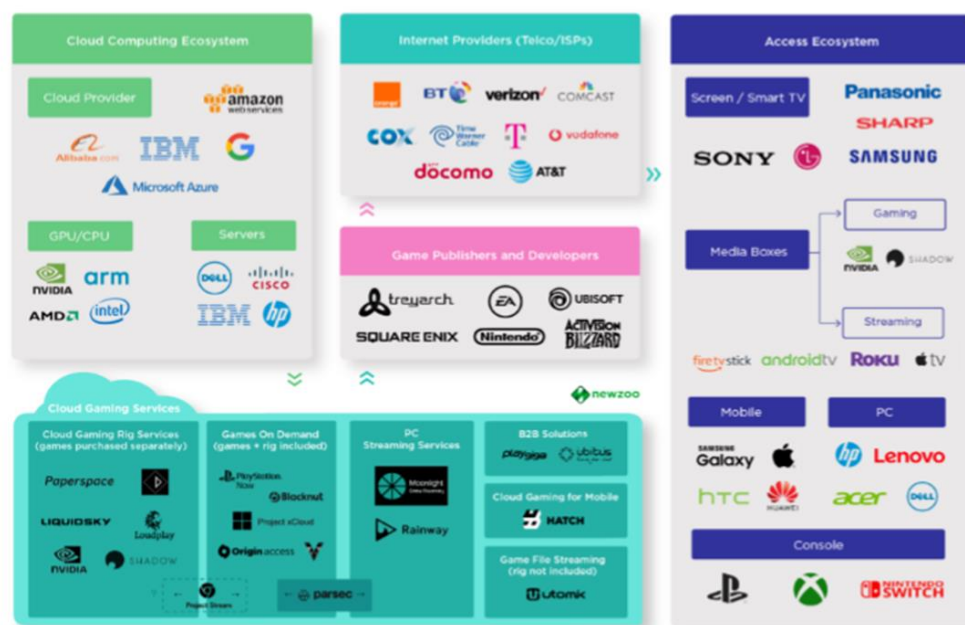 Cloud Computing Ecosystem
Cloud Provider
amazon
webservices
Alibaba.com
IBM
G
Microsoft Azure
GPU/CPU
Servers
NVIDIA
arm
AMD
intel
DELL
CISCO
IBM
hp
Internet Providers (Telco/ISPs)
orange
BT
verizon
COMCAST
COX
Time
Warner
Cable
T
vodafone
döcomo
AT&T
Game Publishers and Developers
treyarch
EA
UBISOFT
SQUARE ENIX
Nintendo
ACTIVISION
BLIZZARD
Access Ecosystem
Screen / Smart TV
Panasonic
SHARP
SONY
LG
SAMSUNG
Media Boxes
Gaming
NVIDIA
SHADOW
Streaming
firetvstick
androidtv
ROKU
tv
Mobile
SAMSUNG
Galaxy
hTC
HUAWEI
PC
hp
Lenovo
acer
DELL
Console
NINTENDO
SWITCH
newzoo
Cloud Gaming Services
Cloud Gaming Rig Services
(games purchased separately)
Paperspace
LIQUIDSKY
Loudplay
NVIDIA
SHADOW
Games On Demand
(games + rig included)
PlayStation
Now
Blacknut
Project xCloud
Origin access
Project Stream
parsec
PC
Streaming Services
Moonlight
Rainway
B2B Solutions
playgiga
ubitus
Cloud Gaming for Mobile
HATCH
Game File Streaming
(rig not included)
utomik